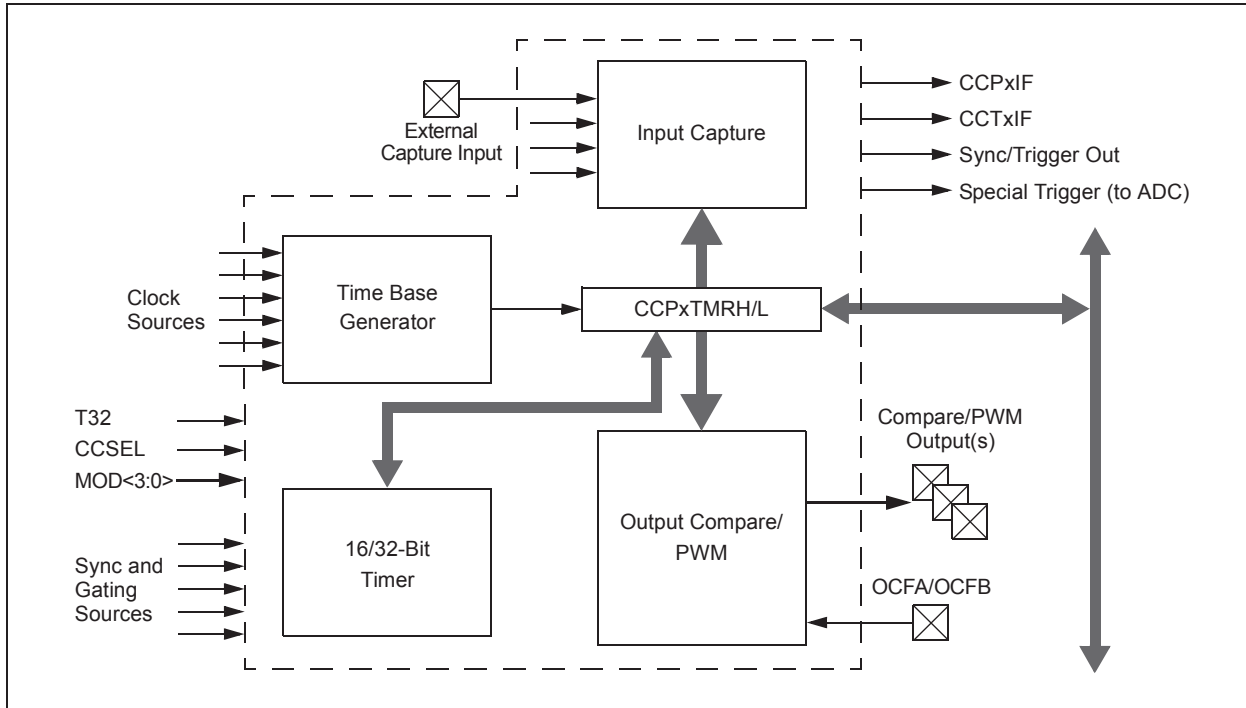 CCPxIF
CCTxIF
Sync/Trigger Out
Special Trigger (to ADC)
External
Capture Input
Input Capture
Clock
Sources
Time Base
Generator
CCPxTMRH/L
T32
CCSEL
MOD<3:0>
Sync and
Gating
Sources
16/32-Bit
Timer
Output Compare/
PWM
Compare/PWM
Output(s)
OCFA/OCFB